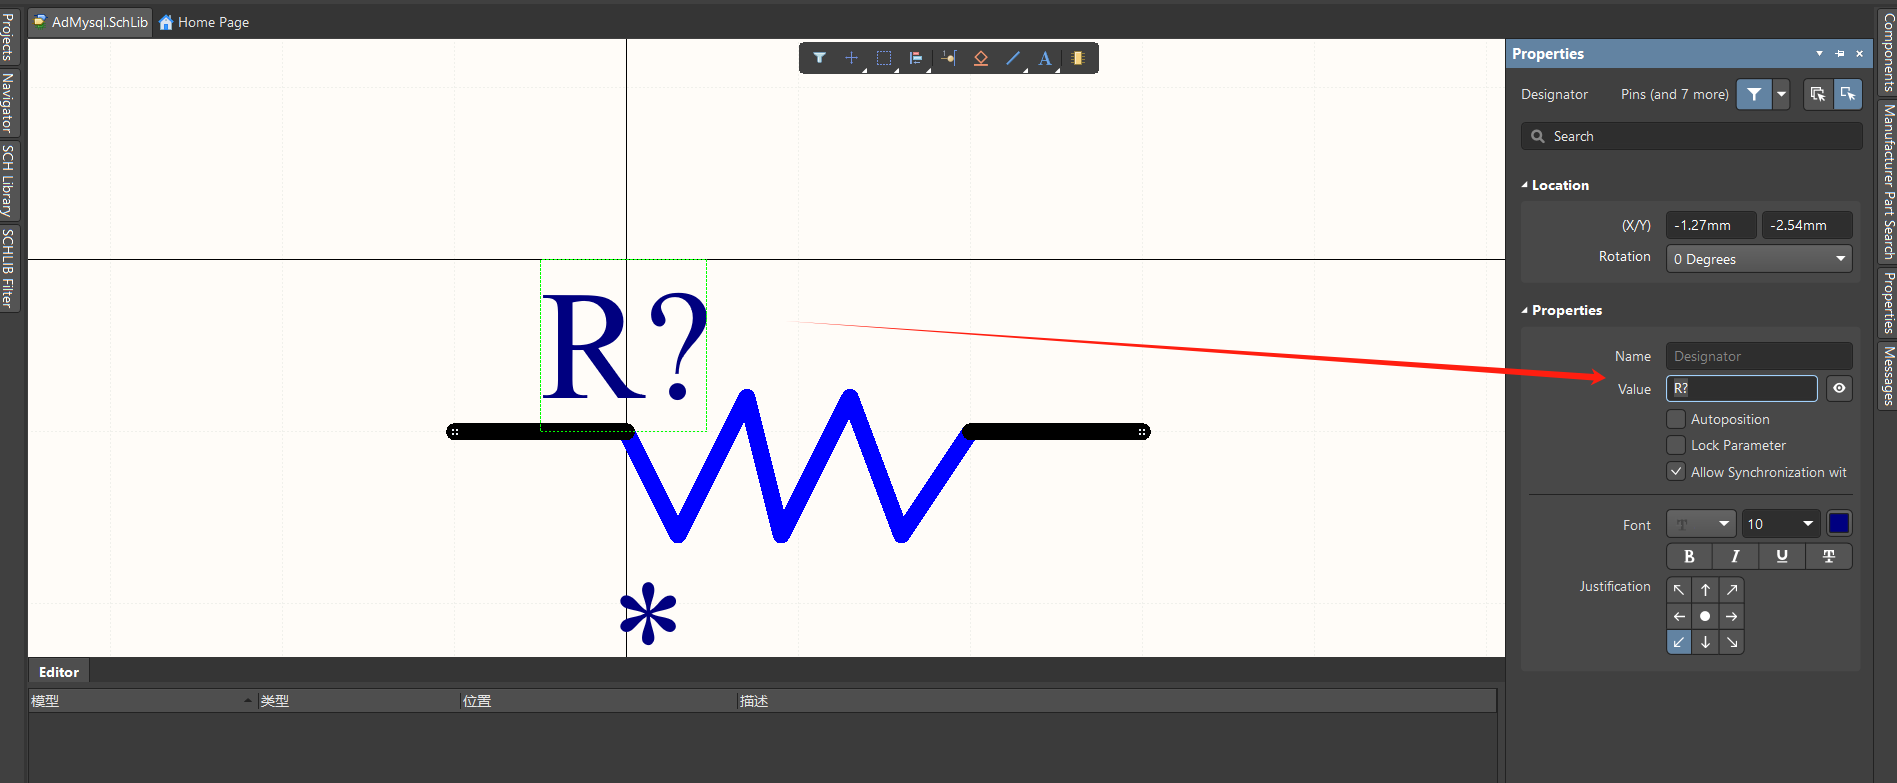 AdMysql.SchLib
Home Page
Projects
Navigator
SCH Library
SCHLIB Filter
R?
*
Properties
Designator Pins (and 7 more)
Search
Location
(X/Y) -1.27mm -2.54mm
Rotation 0 Degrees
Properties
Name Designator
Value R?
Autoposition
Lock Parameter
Allow Synchronization wit
Font T 10
B I U T
Justification
Components
Manufacturer Part Search
Properties
Messages
Editor
模型 类型 位置 描述